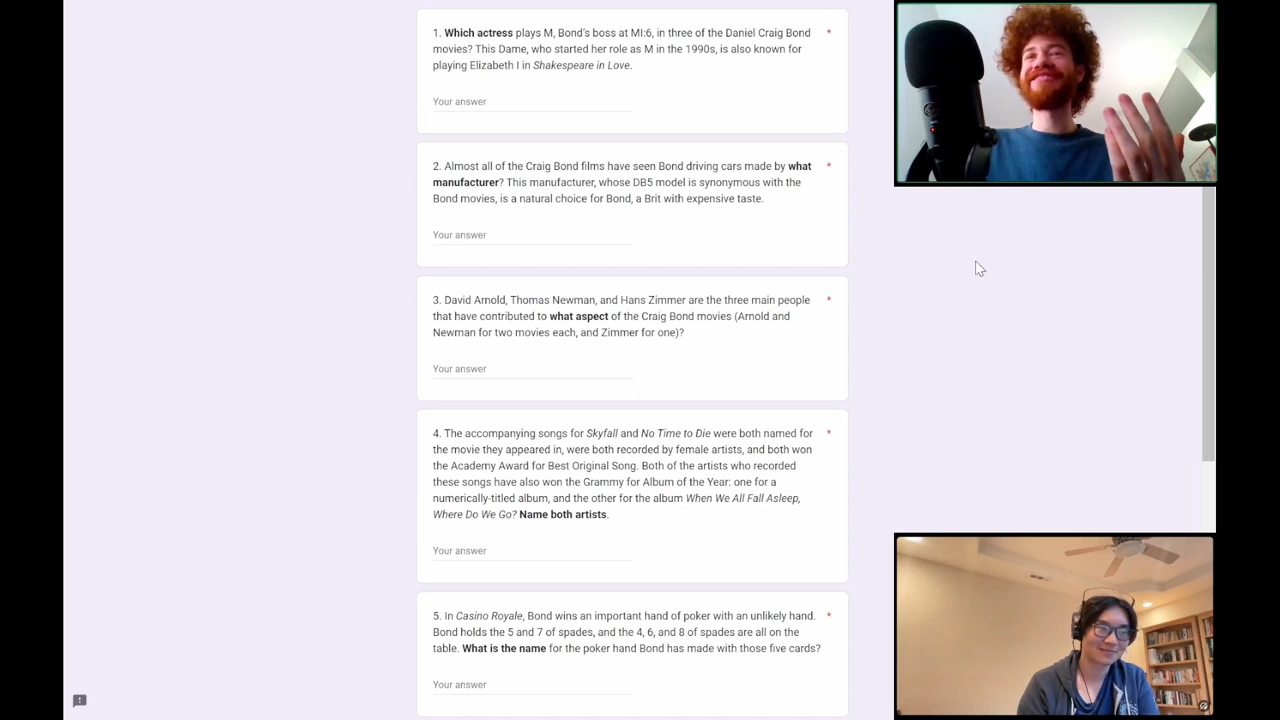 1. Which actress plays M, Bond's boss at MI:6, in three of the Daniel Craig Bond *
movies? This Dame, who started her role as M in the 1990s, is also known for
playing Elizabeth I in Shakespeare in Love.
Your answer
2. Almost all of the Craig Bond films have seen Bond driving cars made by what *
manufacturer? This manufacturer, whose DB5 model is synonymous with the
Bond movies, is a natural choice for Bond, a Brit with expensive taste.
Your answer
3. David Arnold, Thomas Newman, and Hans Zimmer are the three main people *
that have contributed to what aspect of the Craig Bond movies (Arnold and
Newman for two movies each, and Zimmer for one)?
Your answer
4. The accompanying songs for Skyfall and No Time to Die were both named for *
the movie they appeared in, were both recorded by female artists, and both won
the Academy Award for Best Original Song. Both of the artists who recorded
these songs have also won the Grammy for Album of the Year: one for a
numerically-titled album, and the other for the album When We All Fall Asleep,
Where Do We Go? Name both artists.
Your answer
5. In Casino Royale, Bond wins an important hand of poker with an unlikely hand. *
Bond holds the 5 and 7 of spades, and the 4, 6, and 8 of spades are all on the
table. What is the name for the poker hand Bond has made with those five cards?
Your answer